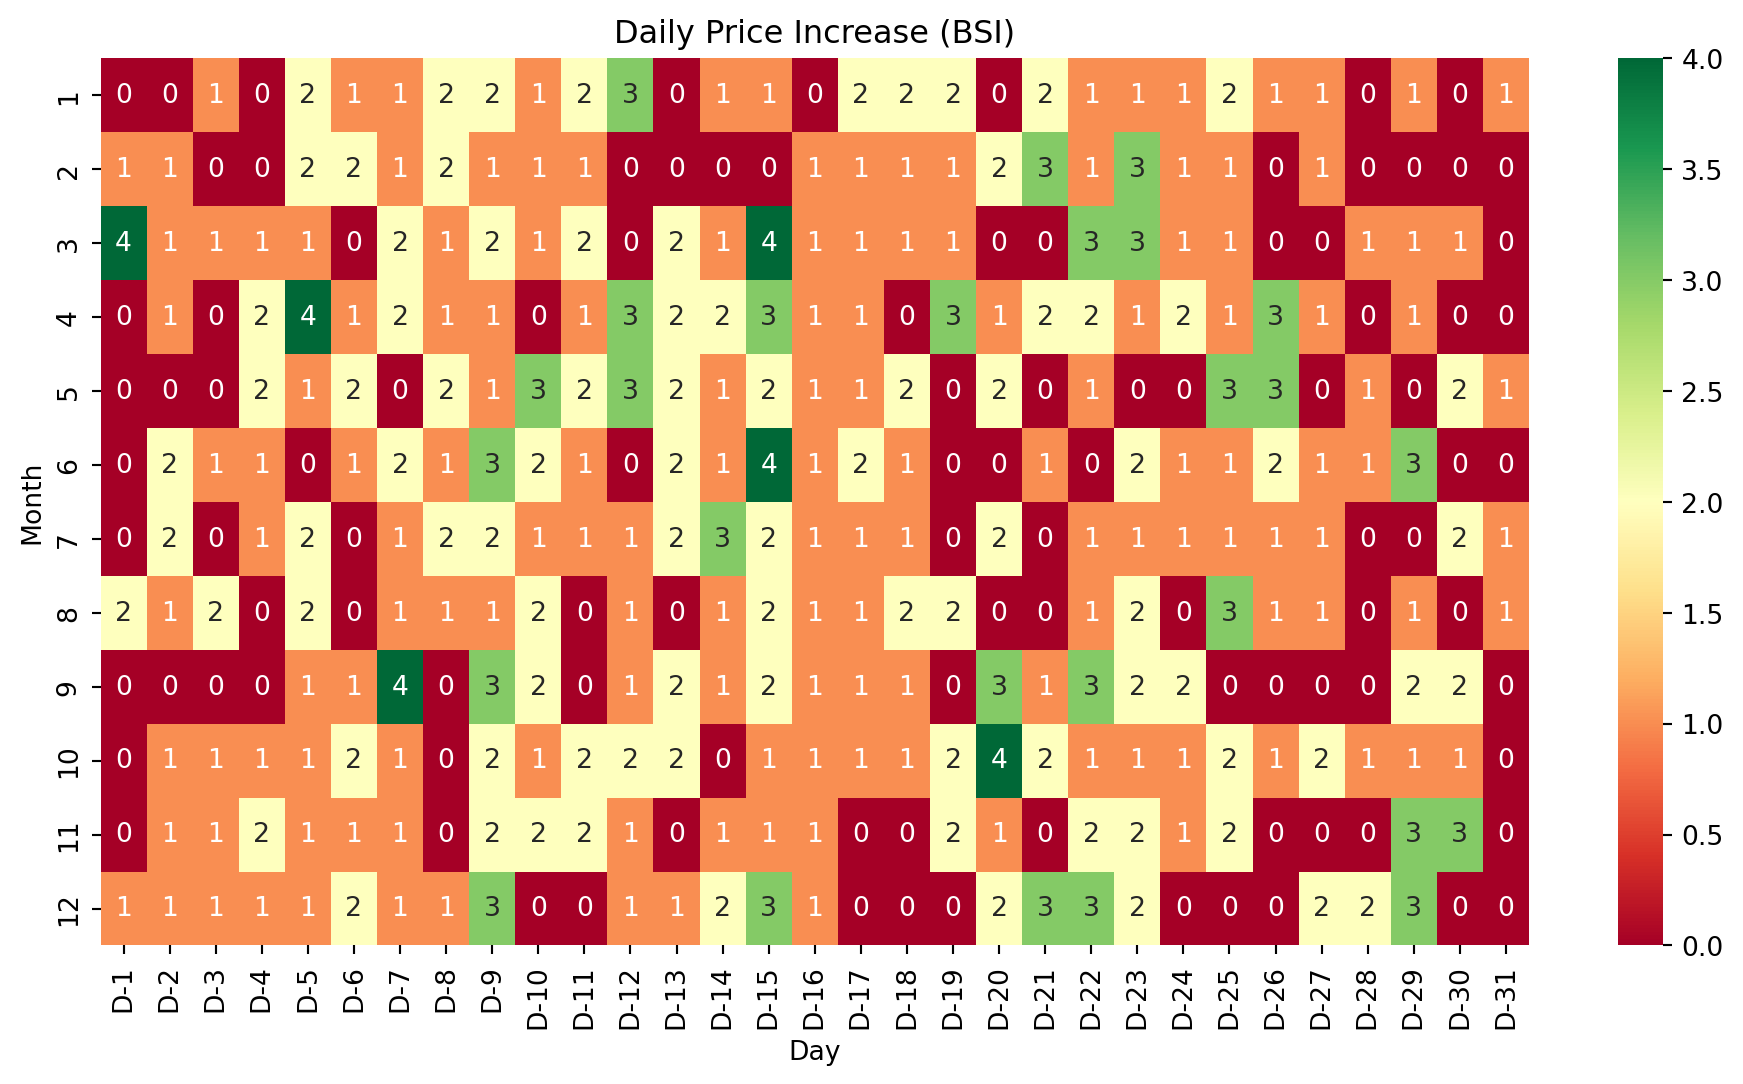 Daily Price Increase (BSI)
1 0 0 1 0 2 1 1 2 2 1 2 3 0 1 1 0 2 2 2 0 2 1 1 1 2 1 1 0 1 0 1
2 1 1 0 0 2 2 1 2 1 1 1 0 0 0 0 1 1 1 1 2 3 1 3 1 1 0 1 0 0 0 0
3 4 1 1 1 1 0 2 1 2 1 2 0 2 1 4 1 1 1 1 0 0 3 3 1 1 0 0 1 1 1 0
4 0 1 0 2 4 1 2 1 1 0 1 3 2 2 3 1 1 0 3 1 2 2 1 2 1 3 1 0 1 0 0
5 0 0 0 2 1 2 0 2 1 3 2 3 2 1 2 1 1 2 0 2 0 1 0 0 3 3 0 1 0 2 1
6 0 2 1 1 0 1 2 1 3 2 1 0 2 1 4 1 2 1 0 0 1 0 2 1 1 2 1 1 3 0 0
7 0 2 0 1 2 0 1 2 2 1 1 1 2 3 2 1 1 1 0 2 0 1 1 1 1 1 1 0 0 2 1
8 2 1 2 0 2 0 1 1 1 2 0 1 0 1 2 1 1 2 2 0 0 1 2 0 3 1 1 0 1 0 1
9 0 0 0 0 1 1 4 0 3 2 0 1 2 1 2 1 1 1 0 3 1 3 2 2 0 0 0 0 2 2 0
10 0 1 1 1 1 2 1 0 2 1 2 2 2 0 1 1 1 1 2 4 2 1 1 1 2 1 2 1 1 1 0
11 0 1 1 2 1 1 1 0 2 2 2 1 0 1 1 1 0 0 2 1 0 2 2 1 2 0 0 0 3 3 0
12 1 1 1 1 1 2 1 1 3 0 0 1 1 2 3 1 0 0 0 2 3 3 2 0 0 0 2 2 3 0 0
Month
D-1 D-2 D-3 D-4 D-5 D-6 D-7 D-8 D-9 D-10 D-11 D-12 D-13 D-14 D-15 D-16 D-17 D-18 D-19 D-20 D-21 D-22 D-23 D-24 D-25 D-26 D-27 D-28 D-29 D-30 D-31
Day
4.0
3.5
3.0
2.5
2.0
1.5
1.0
0.5
0.0